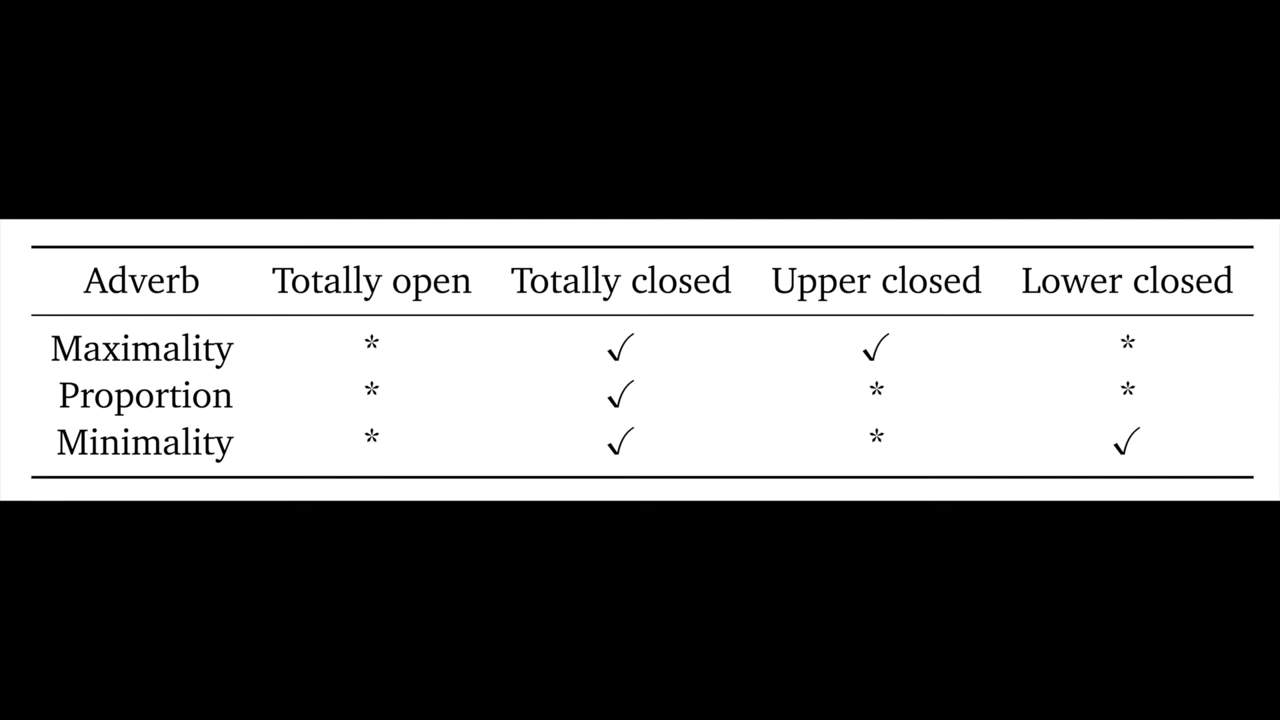 Adverb Totally open Totally closed Upper closed Lower closed
Maximality * ✓ ✓ *
Proportion * ✓ * *
Minimality * ✓ * ✓